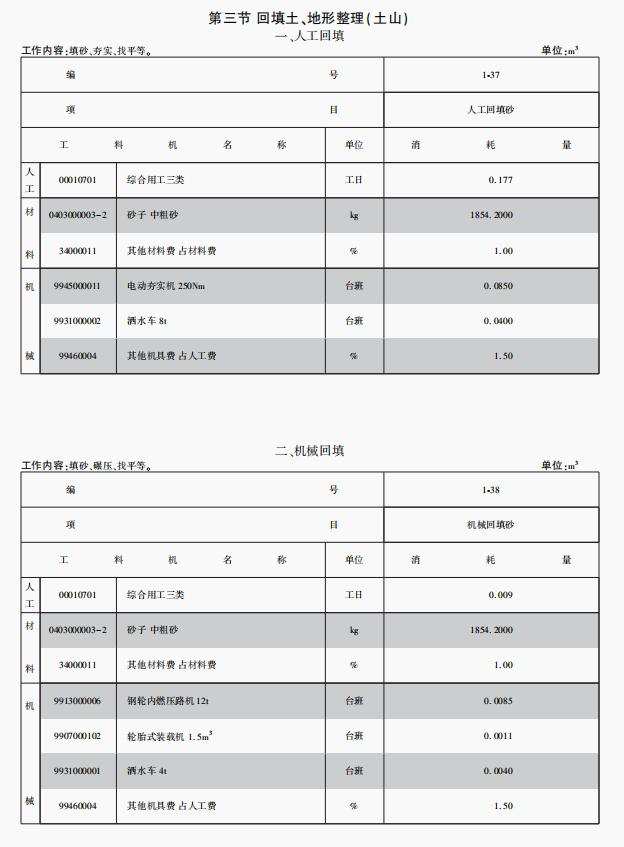 第三节 回填土、地形整理(土山)
一、人工回填
工作内容:填砂、夯实、找平等。 单位:m³
编 号 1-37
项 目 人工回填砂
工 料 机 名 称 单位 消 耗 量
人工 00010701 综合用工三类 工日 0.177
材 0403000003-2 砂子 中粗砂 kg 1854.2000
料 34000011 其他材料费 占材料费 % 1.00
机 9945000011 电动夯实机 250Nm 台班 0.0850
9931000002 洒水车 8t 台班 0.0400
械 99460004 其他机具费 占人工费 % 1.50
二、机械回填
工作内容:填砂、碾压、找平等。 单位:m³
编 号 1-38
项 目 机械回填砂
工 料 机 名 称 单位 消 耗 量
人工 00010701 综合用工三类 工日 0.009
材 0403000003-2 砂子 中粗砂 kg 1854.2000
料 34000011 其他材料费 占材料费 % 1.00
机 9913000006 钢轮内燃压路机 12t 台班 0.0085
9907000102 轮胎式装载机 1.5m³ 台班 0.0011
9931000001 洒水车 4t 台班 0.0040
械 99460004 其他机具费 占人工费 % 1.50